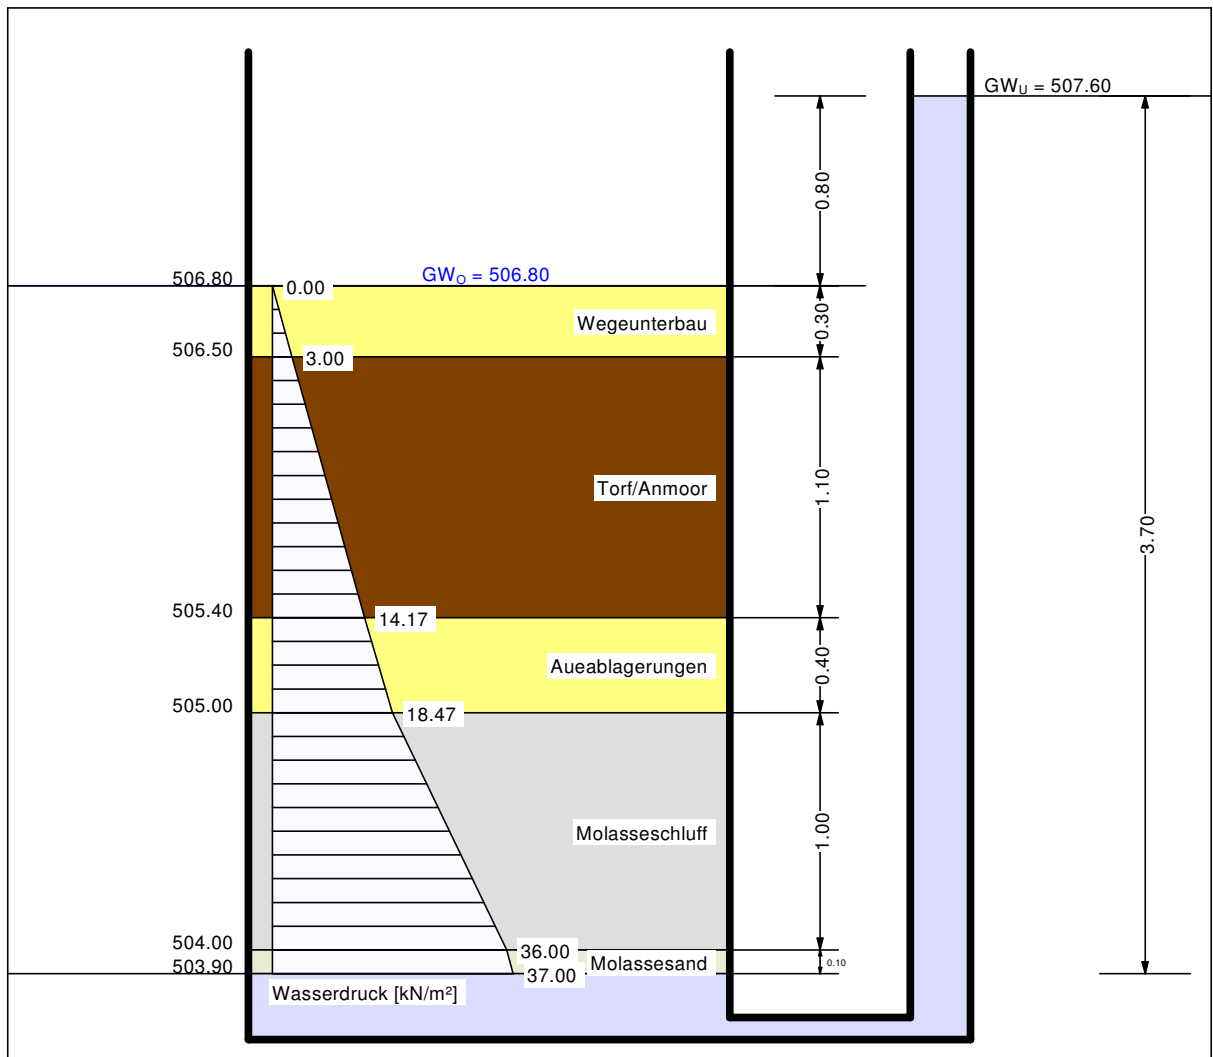 GWU = 507.60
0.80
506.80
GWO = 506.80
0.00
Wegeunterbau
0.30
506.50
3.00
Torf/Anmoor
1.10
3.70
505.40
14.17
Aueablagerungen
0.40
505.00
18.47
Molasseschluff
1.00
504.00
36.00
Molassesand
0.10
503.90
37.00
Wasserdruck [kN/m²]